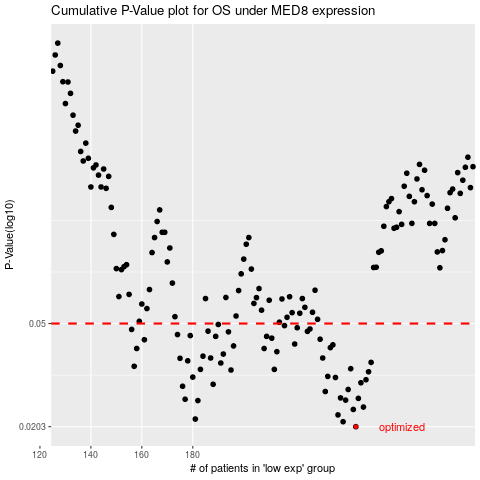 Cumulative P-Value plot for OS under MED8 expression
P-Value(log10)
0.05
0.0203
optimized
120 140 160 180
# of patients in 'low exp' group